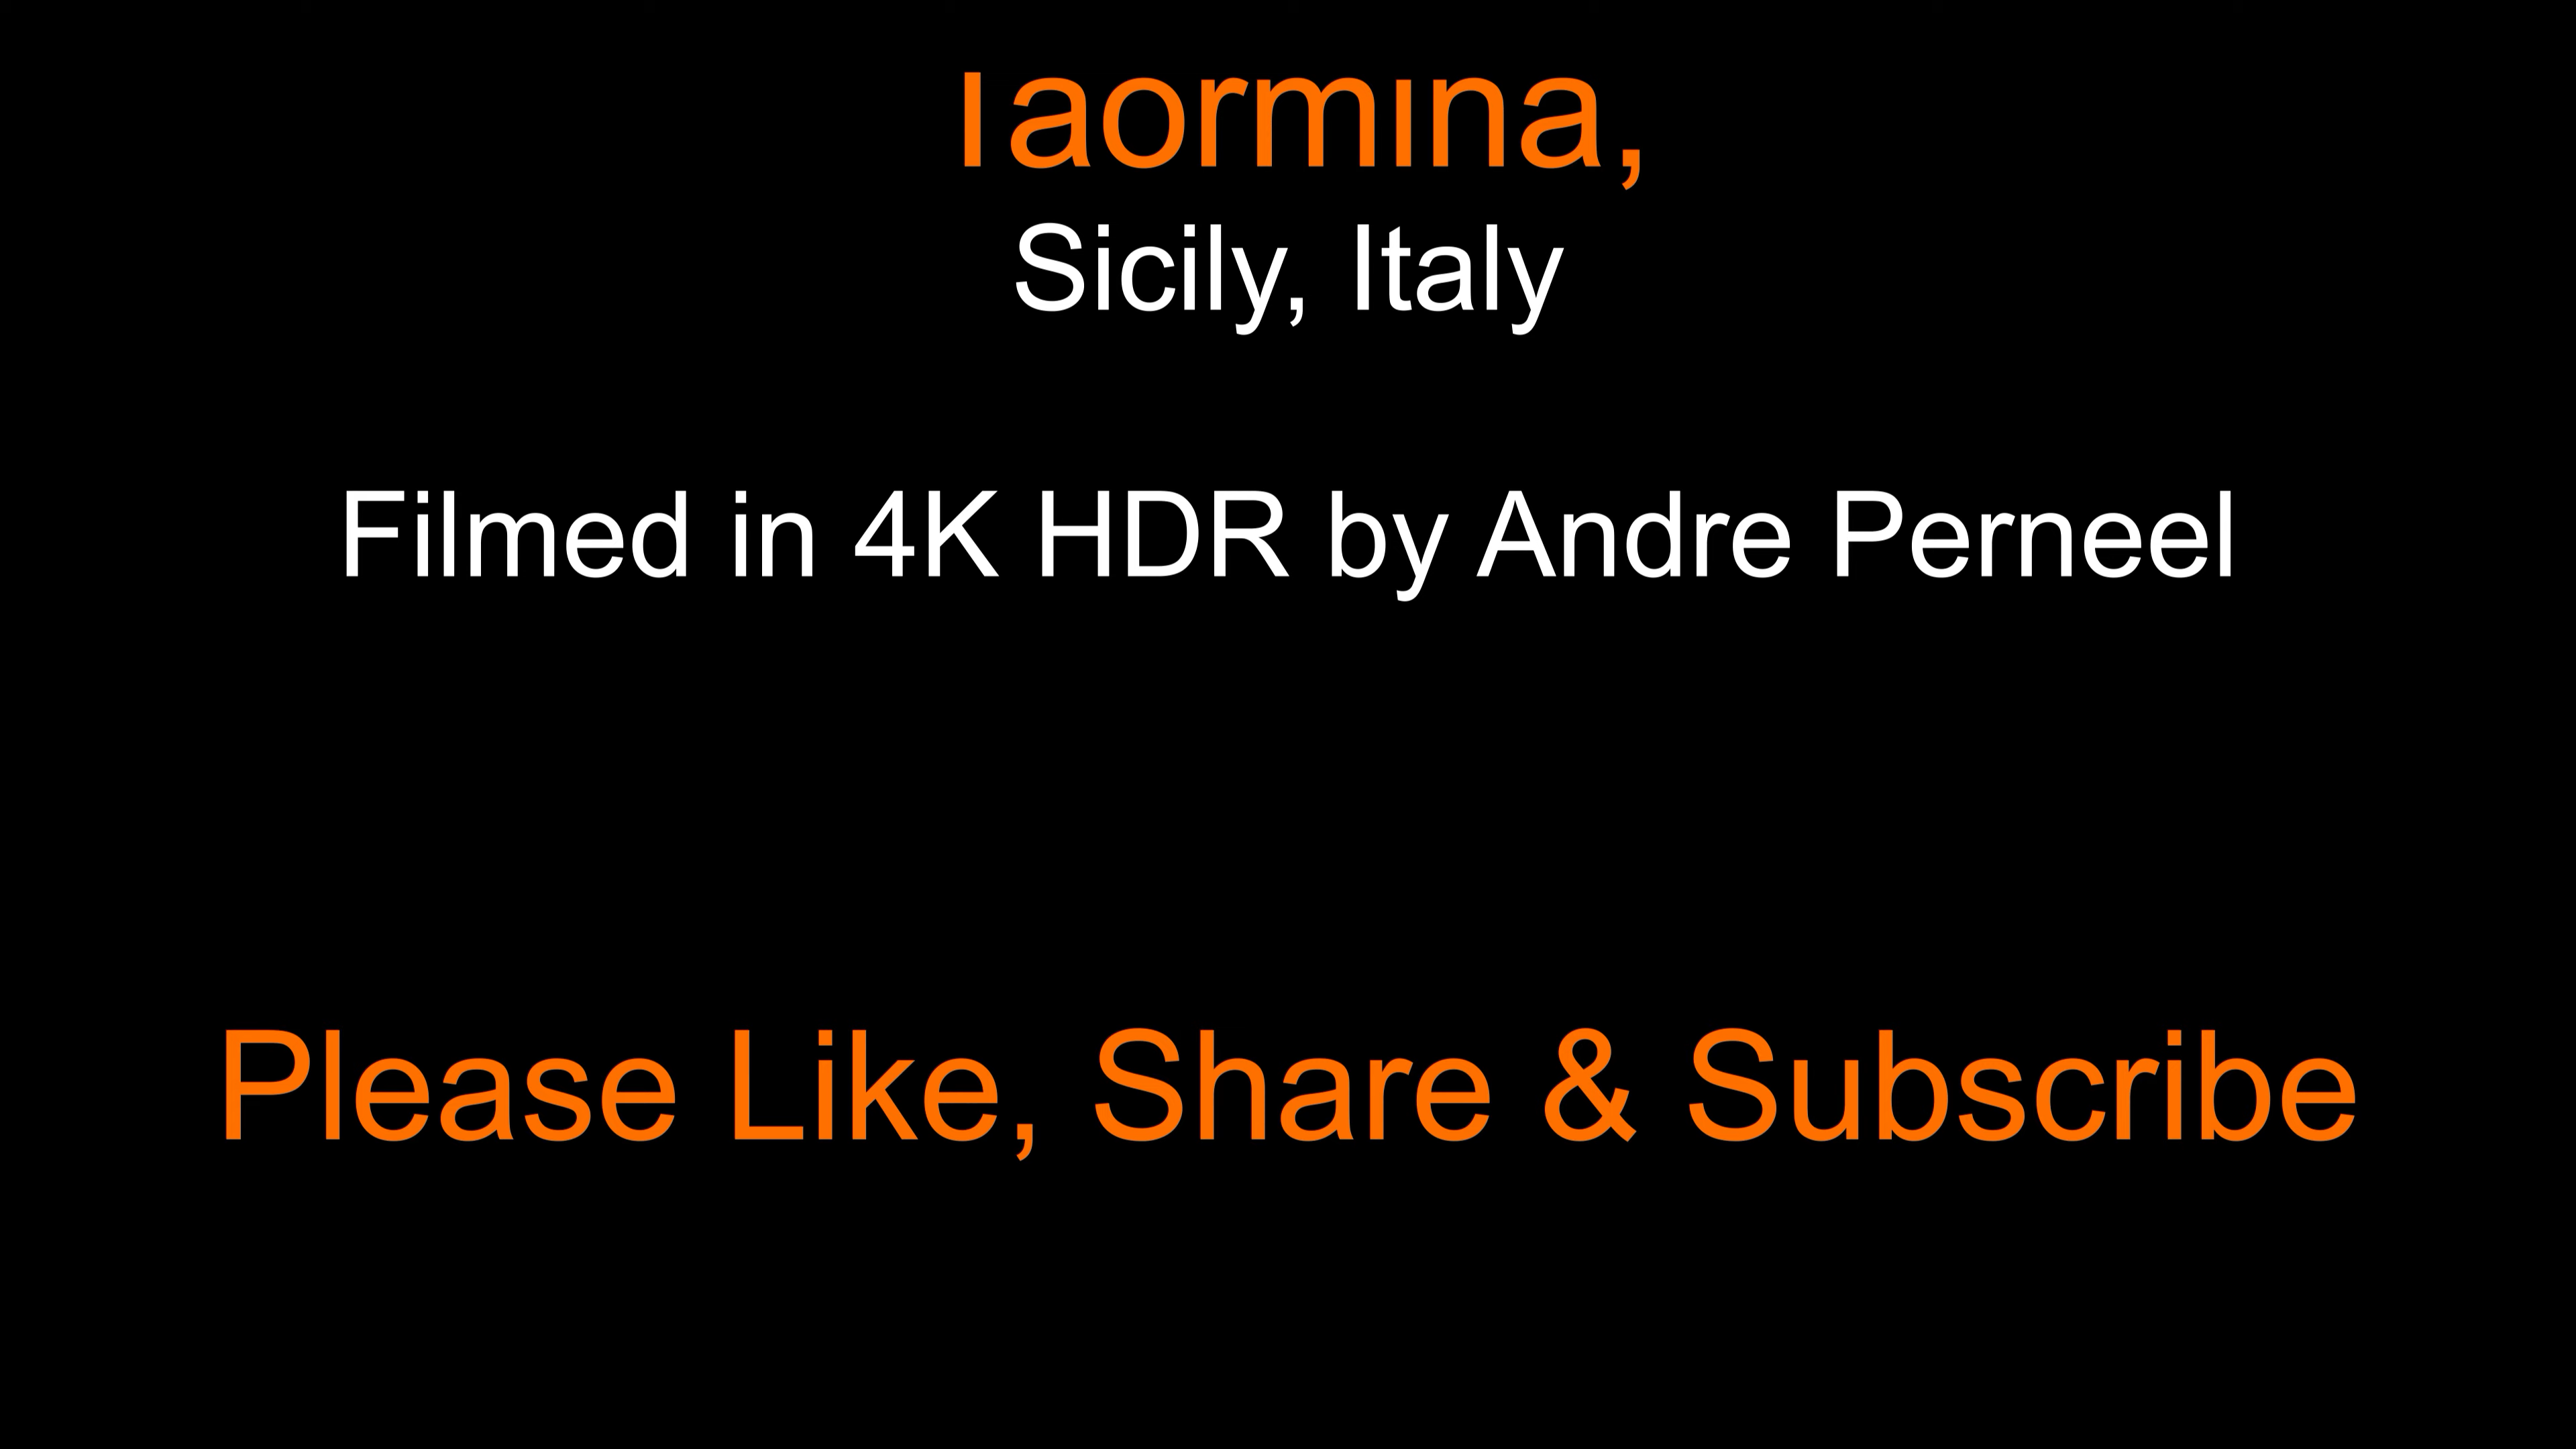 Taormina,
Sicily, Italy
Filmed in 4K HDR by Andre Perneel
Please Like, Share & Subscribe